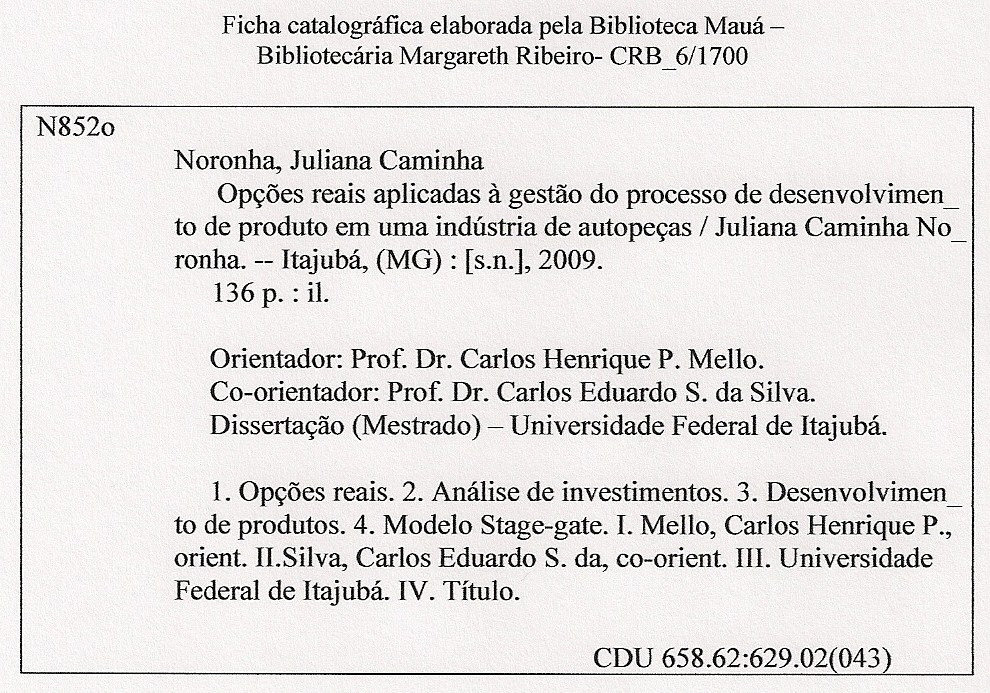 Ficha catalográfica elaborada pela Biblioteca Mauá –
Bibliotecária Margareth Ribeiro- CRB_6/1700
N852o
Noronha, Juliana Caminha
Opções reais aplicadas à gestão do processo de desenvolvimen_
to de produto em uma indústria de autopeças / Juliana Caminha No_
ronha. -- Itajubá, (MG) : [s.n.], 2009.
136 p. : il.
Orientador: Prof. Dr. Carlos Henrique P. Mello.
Co-orientador: Prof. Dr. Carlos Eduardo S. da Silva.
Dissertação (Mestrado) – Universidade Federal de Itajubá.
1. Opções reais. 2. Análise de investimentos. 3. Desenvolvimen_
to de produtos. 4. Modelo Stage-gate. I. Mello, Carlos Henrique P.,
orient. II.Silva, Carlos Eduardo S. da, co-orient. III. Universidade
Federal de Itajubá. IV. Título.
CDU 658.62:629.02(043)